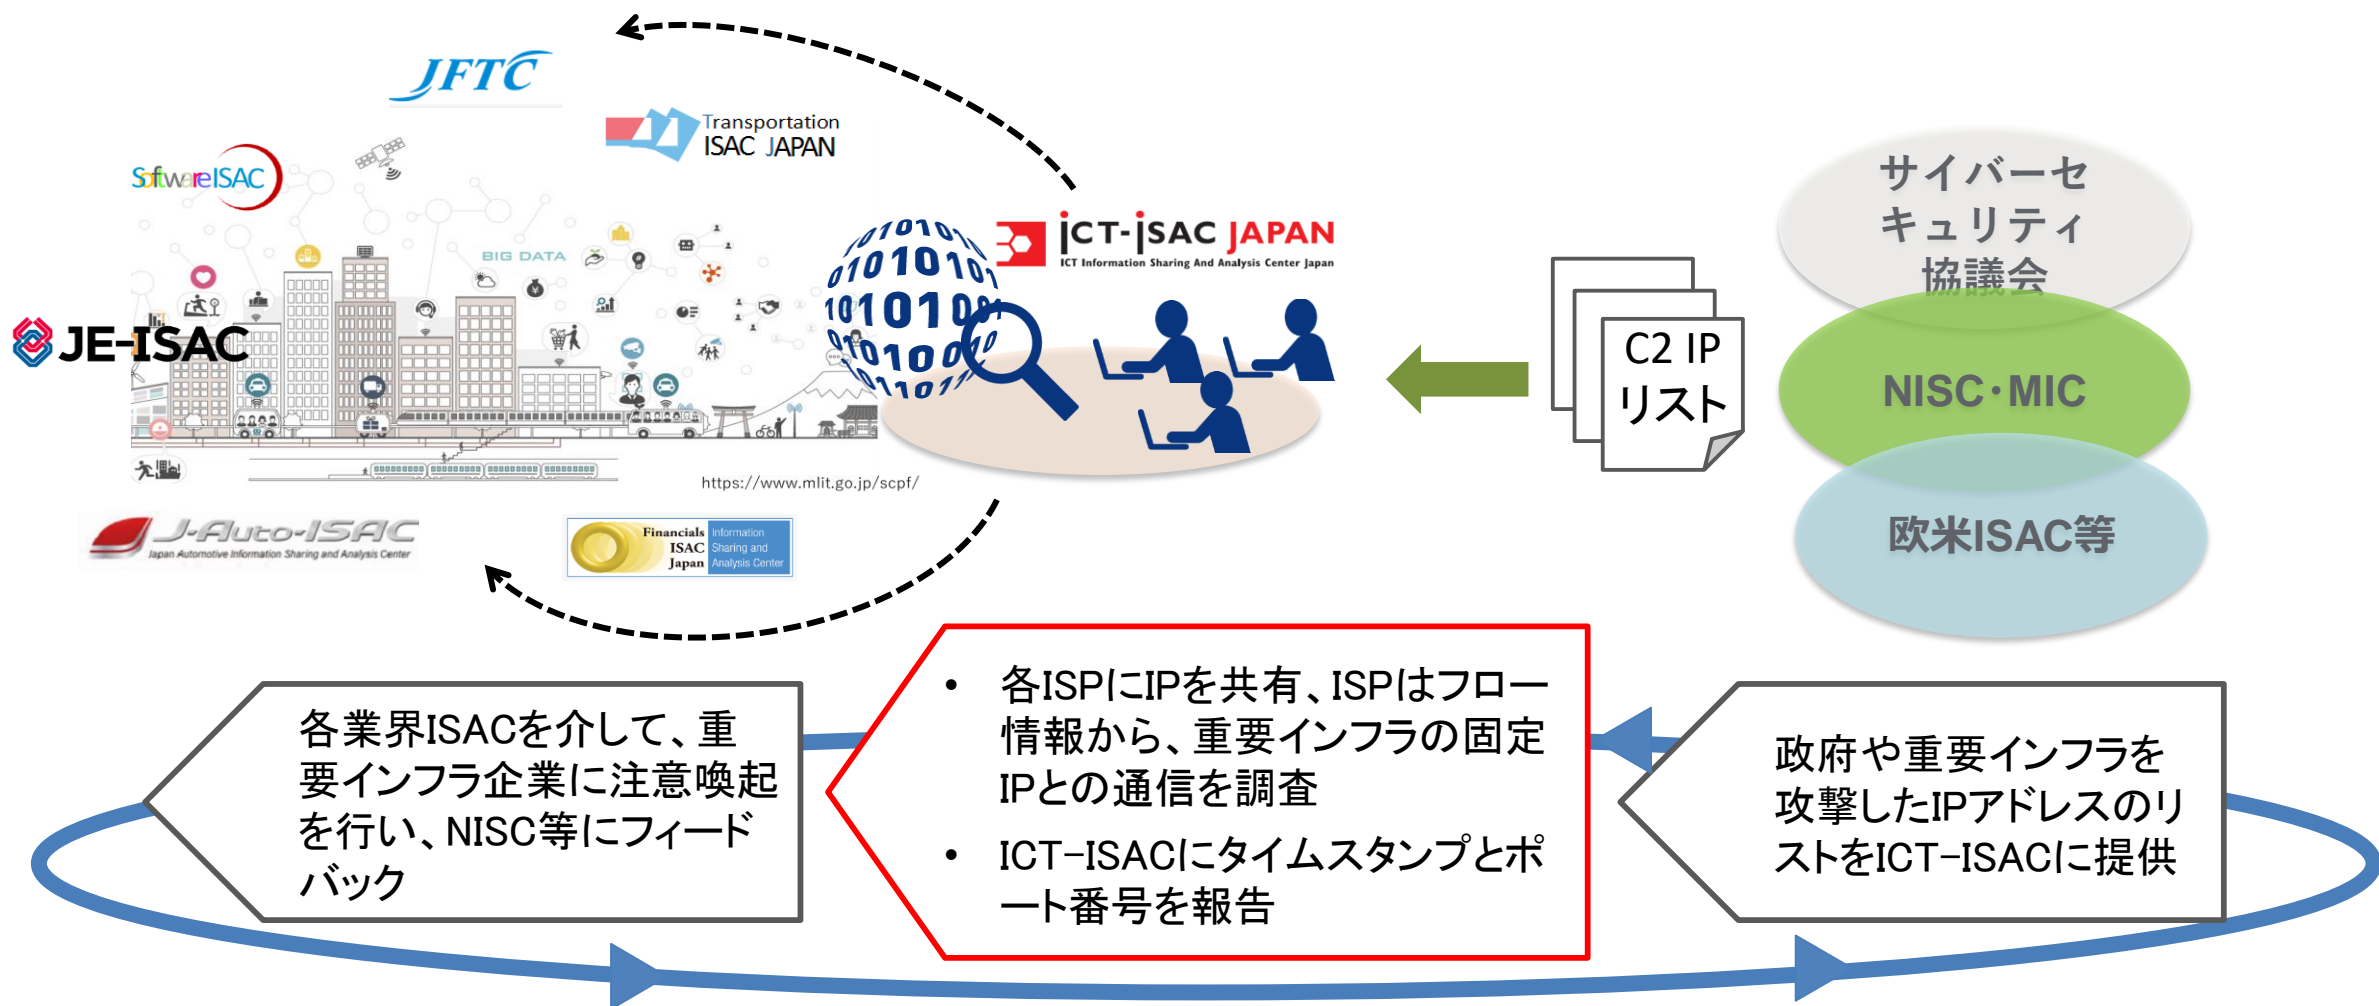 JFTC
Transportation
ISAC JAPAN
SoftwareISAC
BIG DATA
JE-ISAC
https://www.mlit.go.jp/scpf/
J-Auto-ISAC
Japan Automotive Information Sharing and Analysis Center
Financials
ISAC
Japan
Information
Sharing and
Analysis Center
ICT-ISAC JAPAN
ICT Information Sharing And Analysis Center Japan
C2 IP
リスト
サイバーセ
キュリティ
協議会
NISC・MIC
欧米ISAC等
各業界ISACを介して、重
要インフラ企業に注意喚起
を行い、NISC等にフィード
バック
• 各ISPにIPを共有、ISPはフロー
情報から、重要インフラの固定
IPとの通信を調査
• ICT-ISACにタイムスタンプとポ
ート番号を報告
政府や重要インフラを
攻撃したIPアドレスのリ
ストをICT-ISACに提供